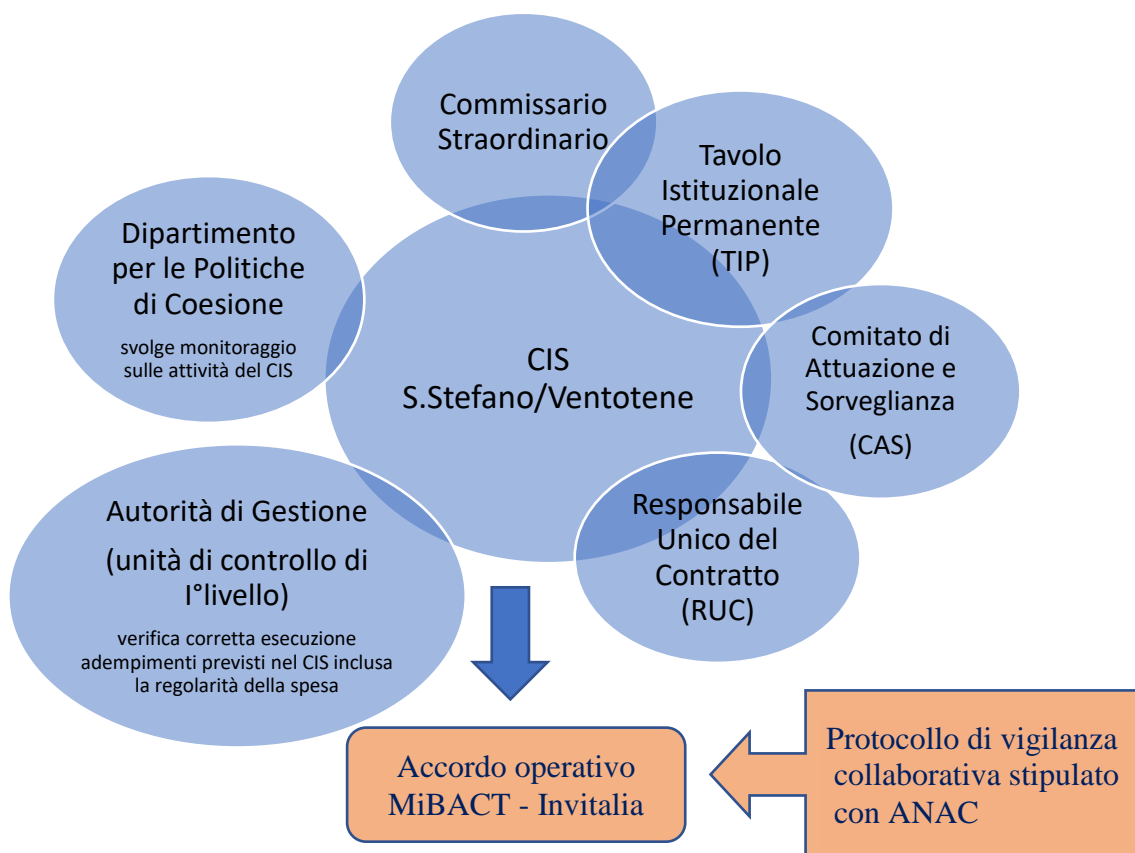 Commissario
Straordinario
Tavolo
Istituzionale
Permanente
(TIP)
Dipartimento
per le Politiche
di Coesione
svolge monitoraggio
sulle attività del CIS
CIS
S.Stefano/Ventotene
Comitato di
Attuazione e
Sorveglianza
(CAS)
Autorità di Gestione
(unità di controllo di
I°livello)
verifica corretta esecuzione
adempimenti previsti nel CIS inclusa
la regolarità della spesa
Responsabile
Unico del
Contratto
(RUC)
Accordo operativo
MiBACT - Invitalia
Protocollo di vigilanza
collaborativa stipulato
con ANAC